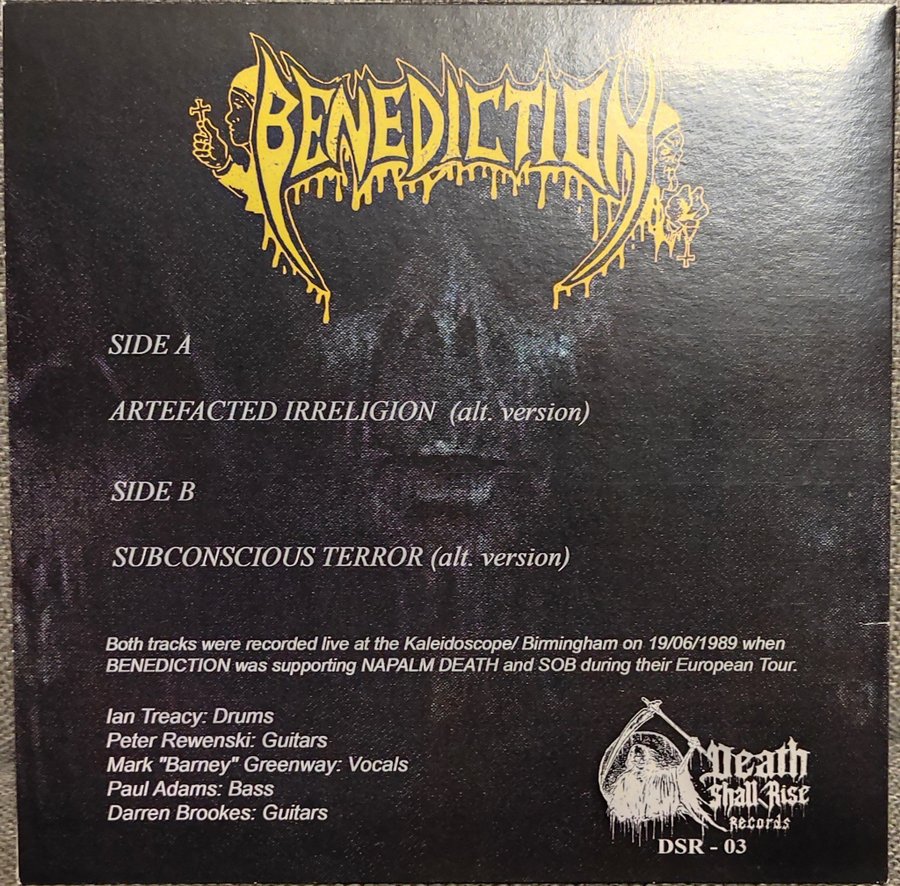 BENEDICTION
SIDE A
ARTEFACTED IRRELIGION (alt. version)
SIDE B
SUBCONSCIOUS TERROR (alt. version)
Both tracks were recorded live at the Kaleidoscope/ Birmingham on 19/06/1989 when
BENEDICTION was supporting NAPALM DEATH and SOB during their European Tour.
Ian Treacy: Drums
Peter Rewenski: Guitars
Mark "Barney" Greenway: Vocals
Paul Adams: Bass
Darren Brookes: Guitars
Death
Shall Rise
Records
DSR - 03